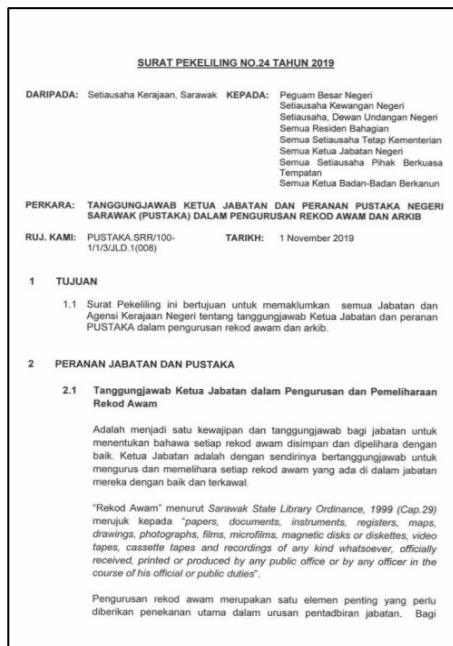 SURAT PEKELILING NO.24 TAHUN 2019
DARIPADA: Setiausaha Kerajaan, Sarawak KEPADA: Peguam Besar Negeri
Setiausaha Kewangan Negeri
Setiausaha, Dewan Undangan Negeri
Semua Residen Bahagian
Semua Setiausaha Tetap Kementerian
Semua Ketua Jabatan Negeri
Semua Setiausaha Pihak Berkuasa
Tempatan
Semua Ketua Badan-Badan Berkanun
PERKARA: TANGGUNGJAWAB KETUA JABATAN DAN PERANAN PUSTAKA NEGERI
SARAWAK (PUSTAKA) DALAM PENGURUSAN REKOD AWAM DAN ARKIB
RUJ. KAMI: PUSTAKA.SRR/100-
1/1/3/JLD.1(008) TARIKH: 1 November 2019
1 TUJUAN
1.1 Surat Pekeliling ini bertujuan untuk memaklumkan semua Jabatan dan
Agensi Kerajaan Negeri tentang tanggungjawab Ketua Jabatan dan peranan
PUSTAKA dalam pengurusan rekod awam dan arkib.
2 PERANAN JABATAN DAN PUSTAKA
2.1 Tanggungjawab Ketua Jabatan dalam Pengurusan dan Pemeliharaan
Rekod Awam
Adalah menjadi satu kewajipan dan tanggungjawab bagi jabatan untuk
menentukan bahawa setiap rekod awam disimpan dan dipelihara dengan
baik. Ketua Jabatan adalah dengan sendirinya bertanggungjawab untuk
mengurus dan memelihara setiap rekod awam yang ada di dalam jabatan
mereka dengan baik dan terkawal.
"Rekod Awam" menurut Sarawak State Library Ordinance, 1999 (Cap.29)
merujuk kepada "papers, documents, instruments, registers, maps,
drawings, photographs, films, microfilms, magnetic disks or diskettes, video
tapes, cassette tapes and recordings of any kind whatsoever, officially
received, printed or produced by any public office or by any officer in the
course of his official or public duties".
Pengurusan rekod awam merupakan satu elemen penting yang perlu
diberikan penekanan utama dalam urusan pentadbiran jabatan. Bagi